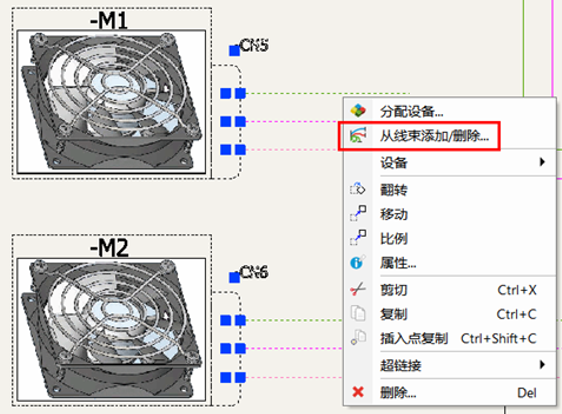 -M1
-CN5
分配设备...
从线束添加/删除...
设备
翻转
移动
比例
属性...
剪切 Ctrl+X
复制 Ctrl+C
插入点复制 Ctrl+Shift+C
超链接
删除... Del
-M2
-CN6